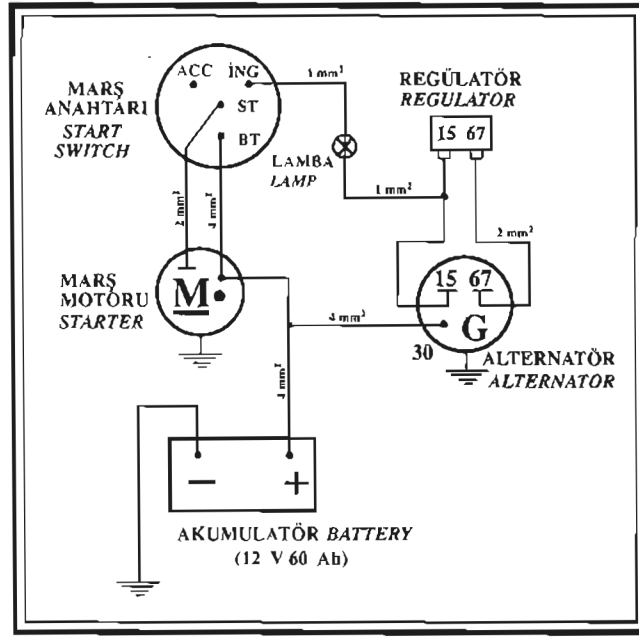 MARŞ
ANAHTARI
START
SWITCH
ACC
İNG
ST
BT
1 mm²
LAMBA
LAMP
1 mm²
REGÜLATÖR
REGULATOR
15 67
2 mm²
4 mm²
2 mm²
MARŞ
MOTÖRU
STARTER
M
15 67
G
30
4 mm²
ALTERNATÖR
ALTERNATOR
4 mm²
− +
AKUMULATÖR BATTERY
(12 V 60 Ah)